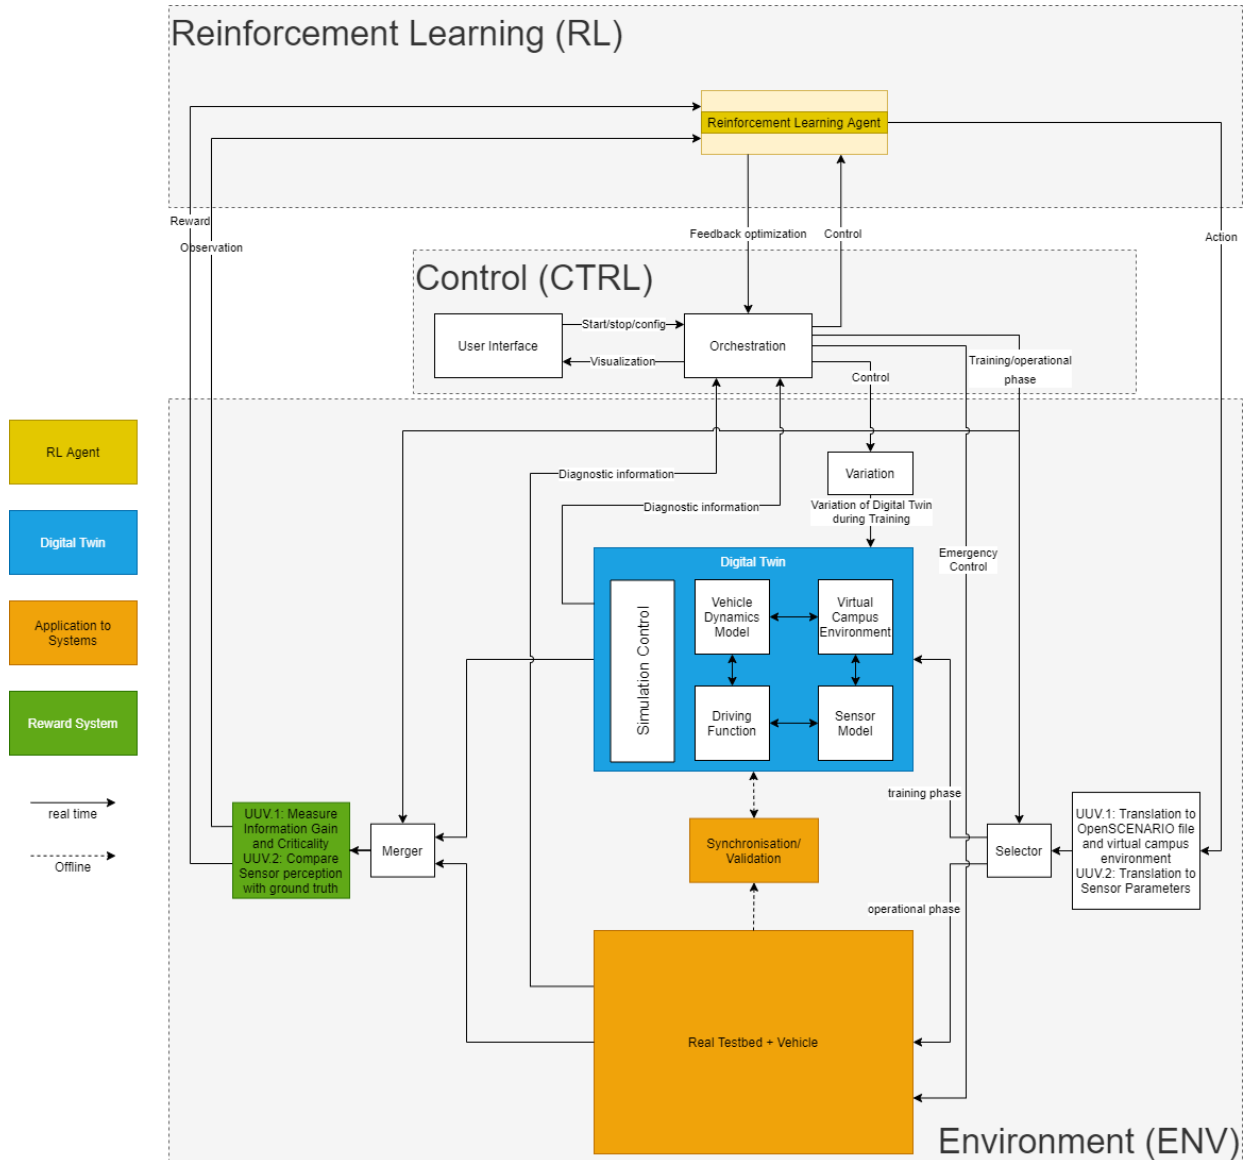 Reinforcement Learning (RL)
Reinforcement Learning Agent
Reward
Observation
Feedback optimization
Control
Action
Control (CTRL)
User Interface
Start/stop/config
Visualization
Orchestration
Training/operational
phase
Control
RL Agent
Diagnostic information
Variation
Diagnostic information
Variation of Digital Twin
during Training
Digital Twin
Emergency
Control
Digital Twin
Simulation Control
Vehicle
Dynamics
Model
Virtual
Campus
Environment
Application to
Systems
Driving
Function
Sensor
Model
Reward System
training phase
real time
UUV.1: Measure
Information Gain
and Criticality
UUV.2: Compare
Sensor perception
with ground truth
Merger
Synchronisation/
Validation
Selector
UUV.1: Translation to
OpenSCENARIO file
and virtual campus
environment
UUV.2: Translation to
Sensor Parameters
Offline
operational phase
Real Testbed + Vehicle
Environment (ENV)